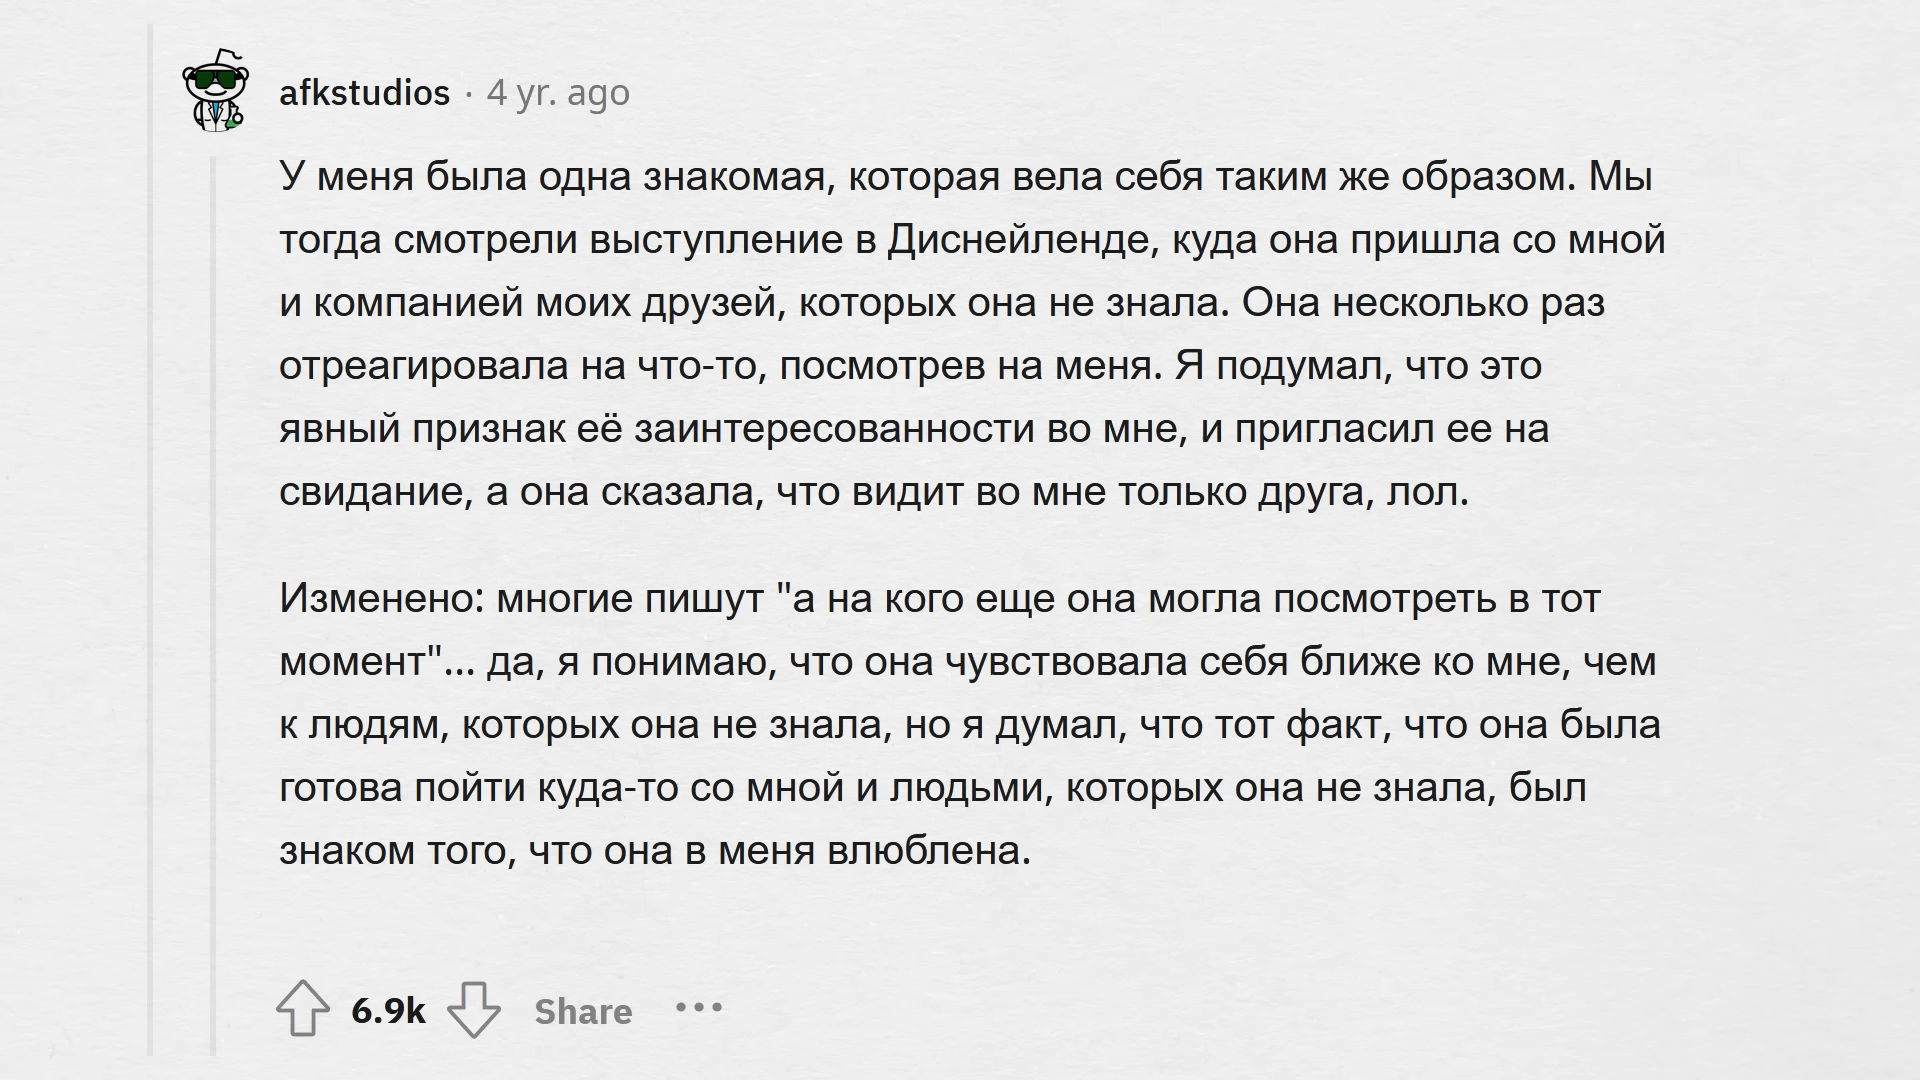 afkstudios · 4 yr. ago
У меня была одна знакомая, которая вела себя таким же образом. Мы
тогда смотрели выступление в Диснейленде, куда она пришла со мной
и компанией моих друзей, которых она не знала. Она несколько раз
отреагировала на что-то, посмотрев на меня. Я подумал, что это
явный признак её заинтересованности во мне, и пригласил ее на
свидание, а она сказала, что видит во мне только друга, лол.
Изменено: многие пишут "а на кого еще она могла посмотреть в тот
момент"... да, я понимаю, что она чувствовала себя ближе ко мне, чем
к людям, которых она не знала, но я думал, что тот факт, что она была
готова пойти куда-то со мной и людьми, которых она не знала, был
знаком того, что она в меня влюблена.
6.9k Share •••